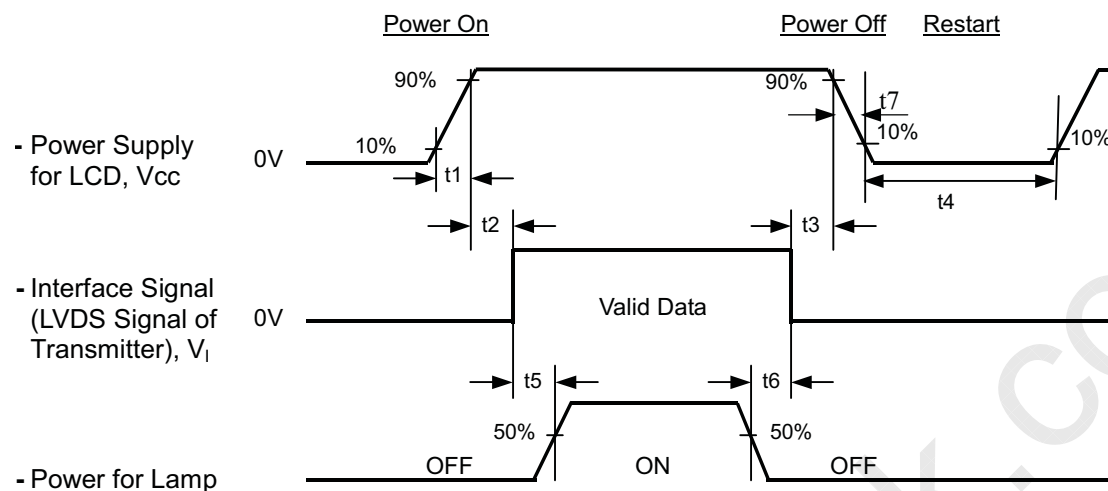 Power On
Power Off
Restart
90%
90%
t7
- Power Supply
for LCD, Vcc
0V
10%
10%
10%
t1
t4
t2
t3
- Interface Signal
(LVDS Signal of
Transmitter), VI
0V
Valid Data
t5
t6
50%
50%
- Power for Lamp
OFF
ON
OFF